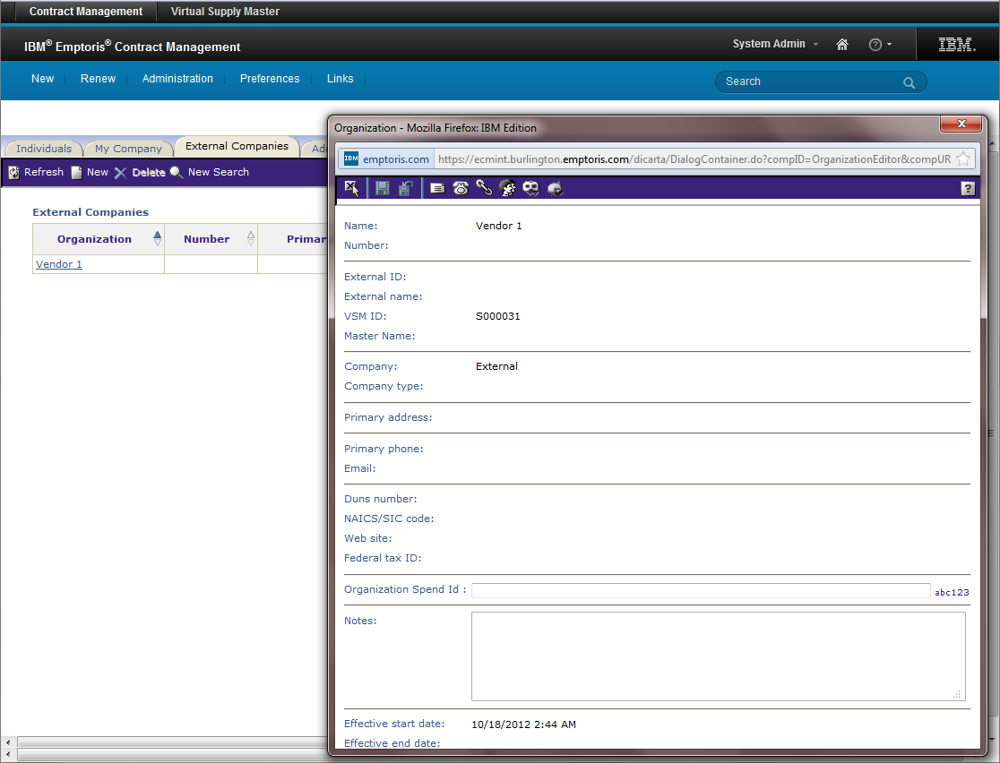 Contract Management Virtual Supply Master
IBM® Emptoris® Contract Management
System Admin
?
IBM.
New Renew Administration Preferences Links
Search
Individuals My Company External Companies
Refresh New Delete New Search
External Companies
Organization Number Primar
Vendor 1
Organization - Mozilla Firefox: IBM Edition
X
IBM emptoris.com https://ecmint.burlington.emptoris.com/dicarta/DialogContainer.do?compID=OrganizationEditor&compUR
?
Name: Vendor 1
Number:
External ID:
External name:
VSM ID: S000031
Master Name:
Company: External
Company type:
Primary address:
Primary phone:
Email:
Duns number:
NAICS/SIC code:
Web site:
Federal tax ID:
Organization Spend Id : abc123
Notes:
Effective start date: 10/18/2012 2:44 AM
Effective end date: